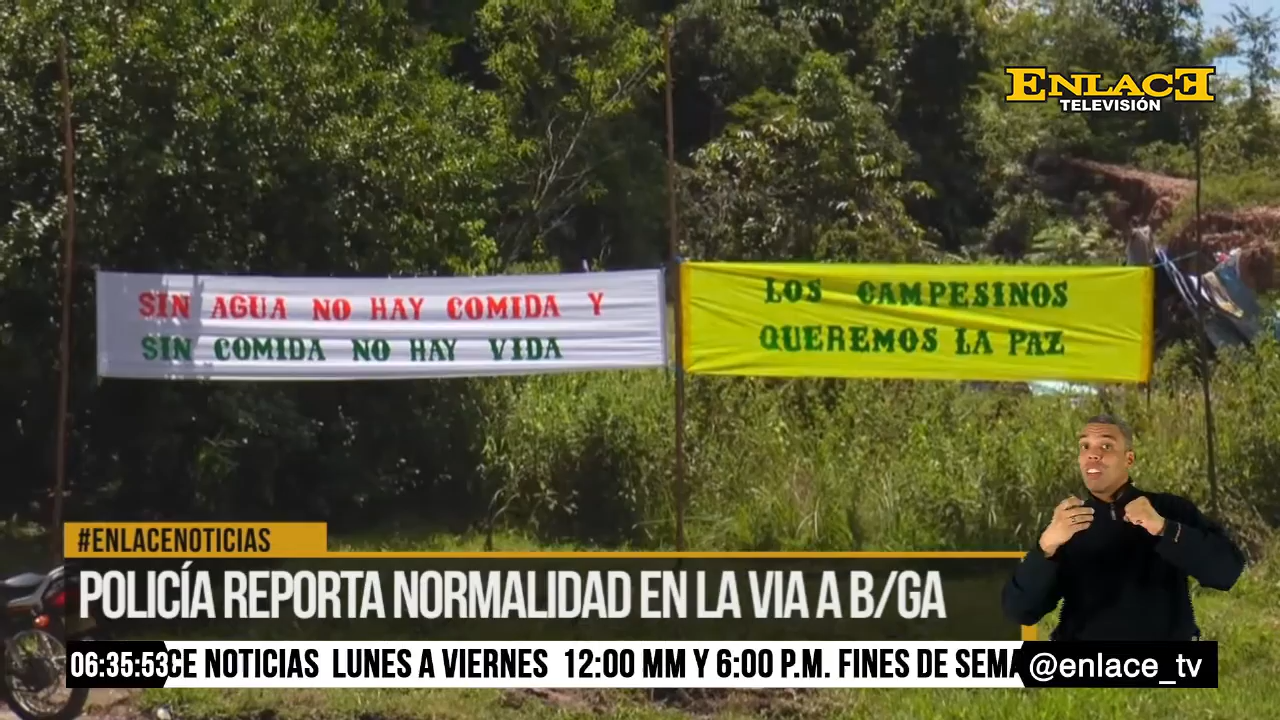 ENLACE
TELEVISIÓN
SIN AGUA NO HAY COMIDA Y
SIN COMIDA NO HAY VIDA
LOS CAMPESINOS
QUEREMOS LA PAZ
#ENLACENOTICIAS
POLICÍA REPORTA NORMALIDAD EN LA VIA A B/GA
06:35:53 CE NOTICIAS LUNES A VIERNES 12:00 MM Y 6:00 P.M. FINES DE SEMA @enlace_tv